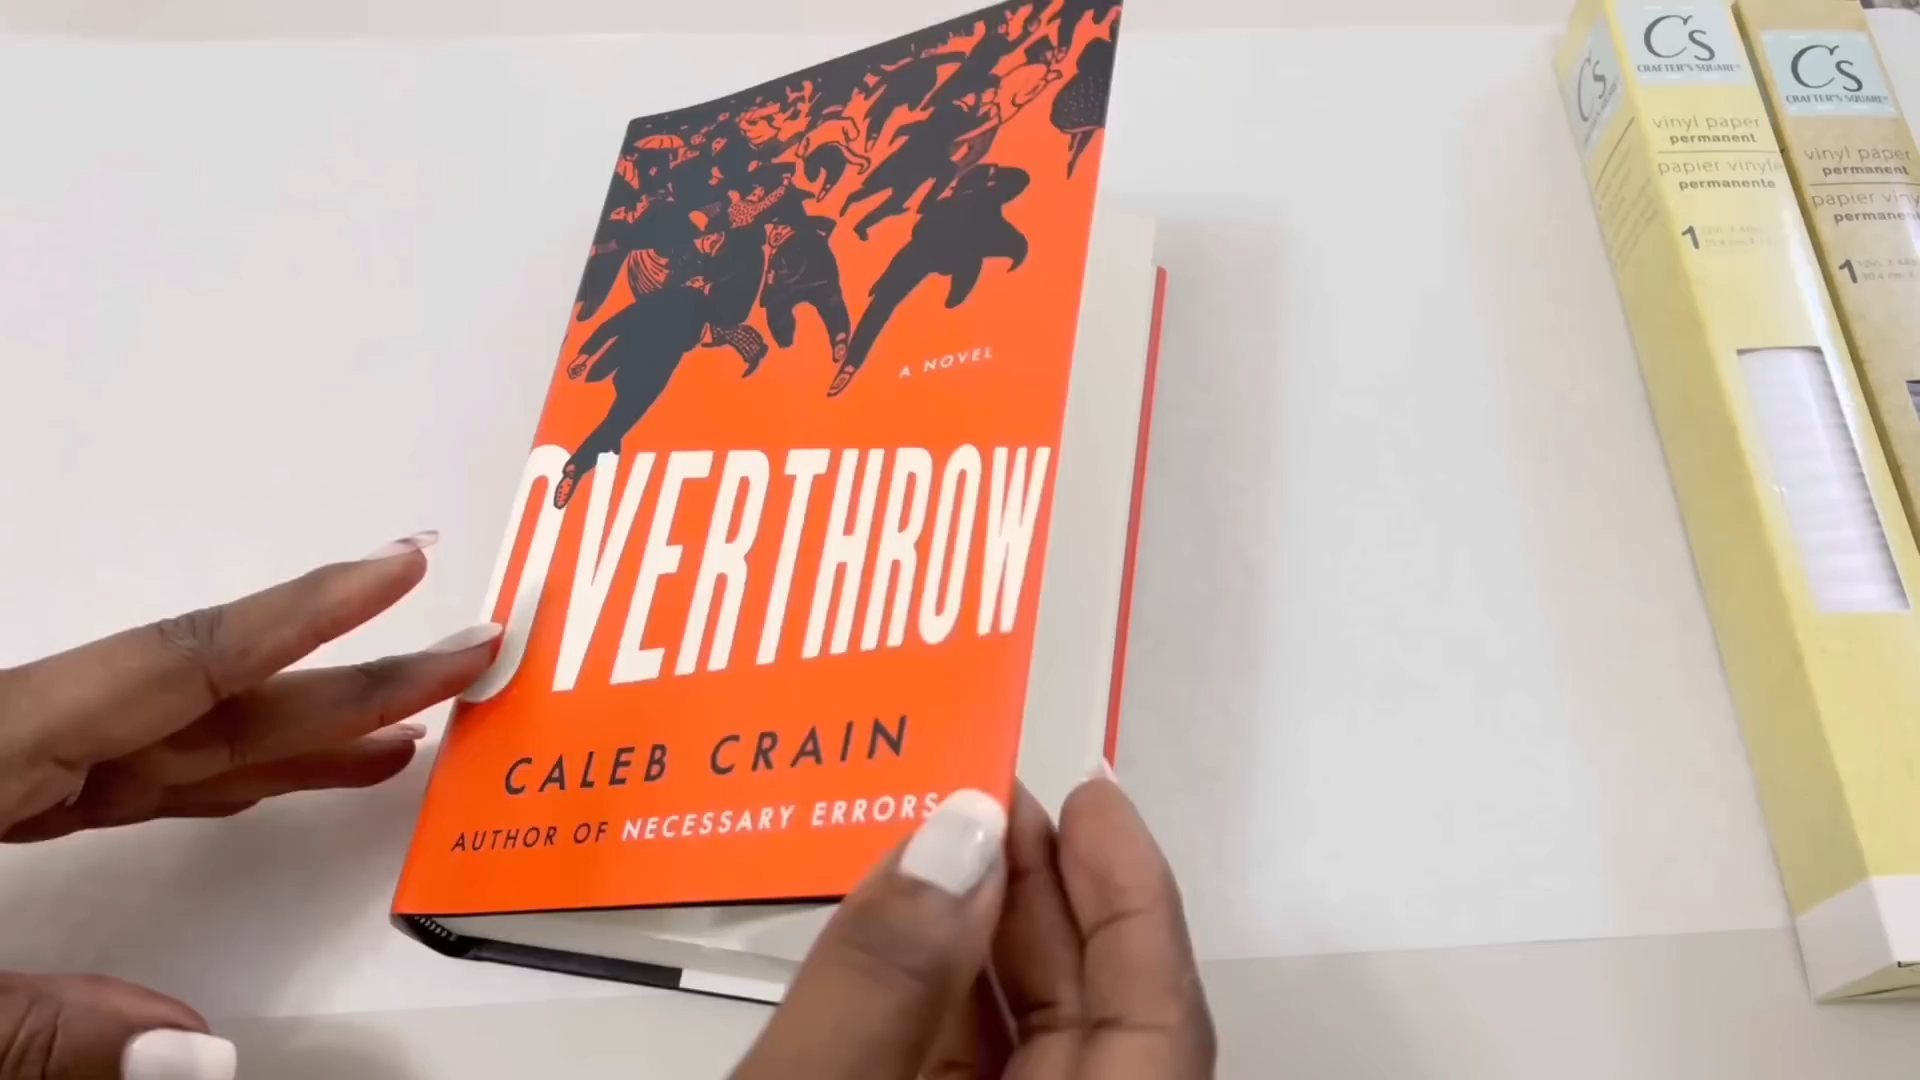 A NOVEL
OVERTHROW
CALEB CRAIN
AUTHOR OF NECESSARY ERRORS
Cs
CRAFTER'S SQUARE
vinyl paper
permanent
papier vinyle
permanente
1
Cs
CRAFTER'S SQUARE
vinyl paper
permanent
papier
1